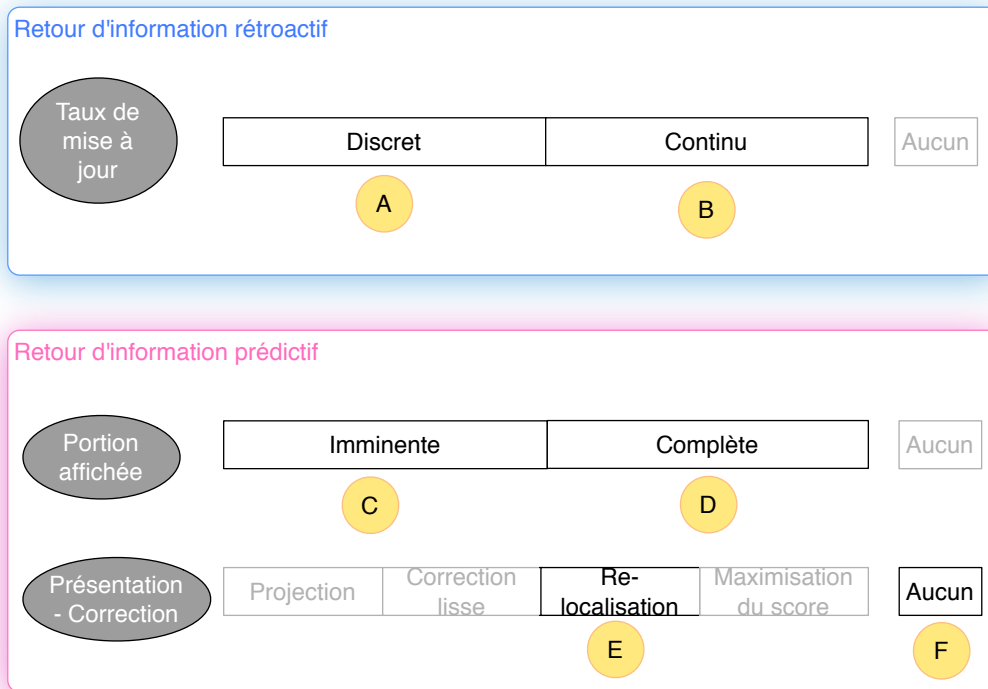 Retour d'information rétroactif
Taux de
mise à
jour
Discret
Continu
Aucun
A
B
Retour d'information prédictif
Portion
affichée
Imminente
Complète
Aucun
C
D
Présentation
- Correction
Projection
Correction
lisse
Re-
localisation
Maximisation
du score
Aucun
E
F